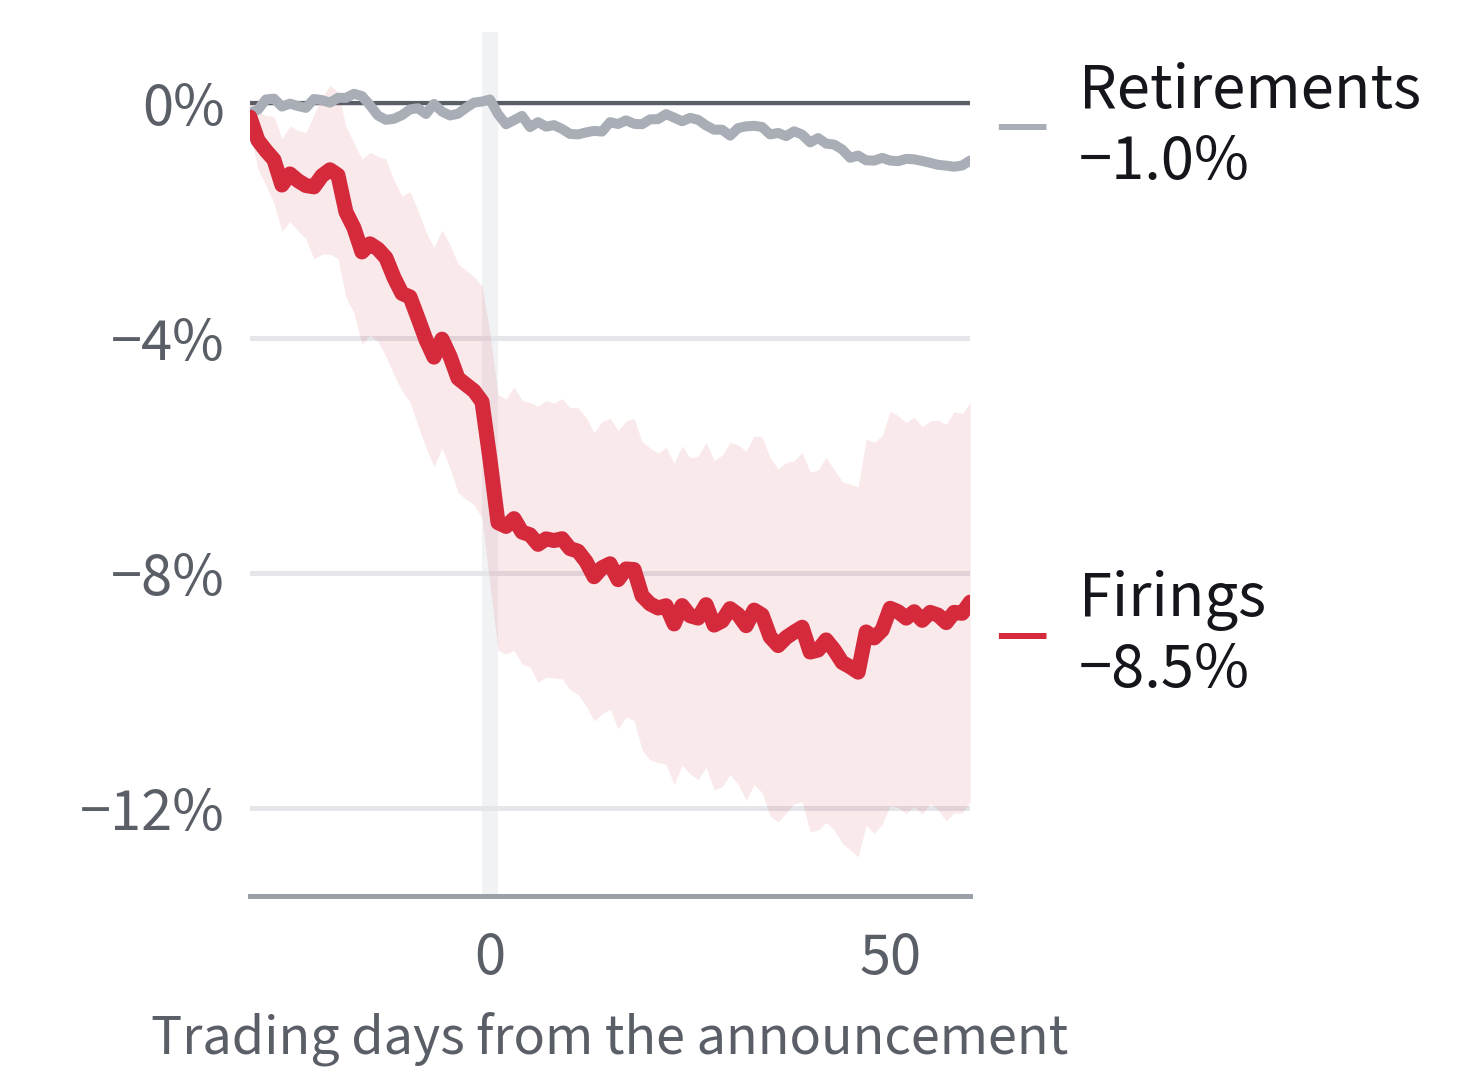 0%
−4%
−8%
−12%
Retirements
−1.0%
Firings
−8.5%
0
50
Trading days from the announcement